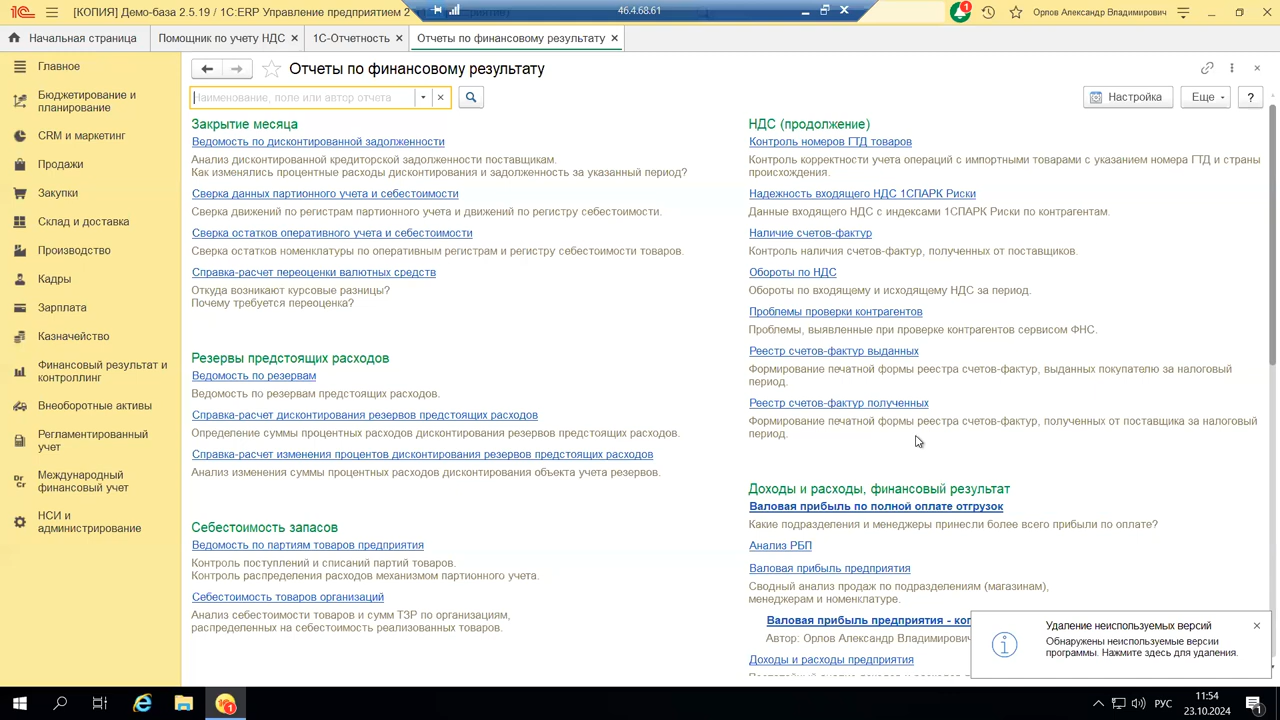 [КОПИЯ] Демо-база 2.5.19 / 1С:ERP Управление предприятием 2
46.4.68.61
1
Орлов Александр Владимирович
Начальная страница
Помощник по учету НДС
1С-Отчетность
Отчеты по финансовому результату
Главное
Бюджетирование и
планирование
CRM и маркетинг
Продажи
Закупки
Склад и доставка
Производство
Кадры
Зарплата
Казначейство
Финансовый результат и
контроллинг
Внеоборотные активы
Регламентированный
учет
Dr
Cr
Международный
финансовый учет
НСИ и
администрирование
Отчеты по финансовому результату
Наименование, поле или автор отчета
Настройка
Еще
?
Закрытие месяца
Ведомость по дисконтированной задолженности
Анализ дисконтированной кредиторской задолженности поставщикам.
Как изменялись процентные расходы дисконтирования и задолженность за указанный период?
Сверка данных партионного учета и себестоимости
Сверка движений по регистрам партионного учета и движений по регистру себестоимости.
Сверка остатков оперативного учета и себестоимости
Сверка остатков номенклатуры по оперативным регистрам и регистру себестоимости товаров.
Справка-расчет переоценки валютных средств
Откуда возникают курсовые разницы?
Почему требуется переоценка?
Резервы предстоящих расходов
Ведомость по резервам
Ведомость по резервам предстоящих расходов.
Справка-расчет дисконтирования резервов предстоящих расходов
Определение суммы процентных расходов дисконтирования резервов предстоящих расходов.
Справка-расчет изменения процентов дисконтирования резервов предстоящих расходов
Анализ изменения суммы процентных расходов дисконтирования объекта учета резервов.
Себестоимость запасов
Ведомость по партиям товаров предприятия
Контроль поступлений и списаний партий товаров.
Контроль распределения расходов механизмом партионного учета.
Себестоимость товаров организаций
Анализ себестоимости товаров и сумм ТЗР по организациям,
распределенных на себестоимость реализованных товаров.
НДС (продолжение)
Контроль номеров ГТД товаров
Контроль корректности учета операций с импортными товарами с указанием номера ГТД и страны
происхождения.
Надежность входящего НДС 1СПАРК Риски
Данные входящего НДС с индексами 1СПАРК Риски по контрагентам.
Наличие счетов-фактур
Контроль наличия счетов-фактур, полученных от поставщиков.
Обороты по НДС
Обороты по входящему и исходящему НДС за период.
Проблемы проверки контрагентов
Проблемы, выявленные при проверке контрагентов сервисом ФНС.
Реестр счетов-фактур выданных
Формирование печатной формы реестра счетов-фактур, выданных покупателю за налоговый
период.
Реестр счетов-фактур полученных
Формирование печатной формы реестра счетов-фактур, полученных от поставщика за налоговый
период.
Доходы и расходы, финансовый результат
Валовая прибыль по полной оплате отгрузок
Какие подразделения и менеджеры принесли более всего прибыли по оплате?
Анализ РБП
Валовая прибыль предприятия
Сводный анализ продаж по подразделениям (магазинам),
менеджерам и номенклатуре.
Валовая прибыль предприятия - ко
Автор: Орлов Александр Владимирович
Доходы и расходы предприятия
Удаление неиспользуемых версий
Обнаружены неиспользуемые версии
программы. Нажмите здесь для удаления.
1
РУС
11:54
23.10.2024
1